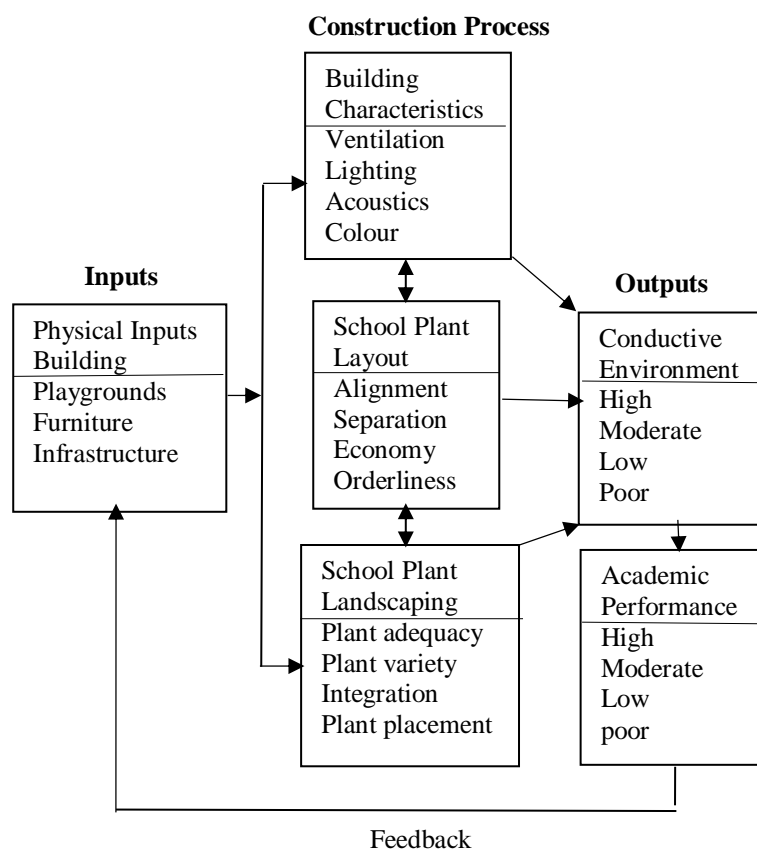 Construction Process
Building
Characteristics
Ventilation
Lighting
Acoustics
Colour
Inputs
Physical Inputs
Building
Playgrounds
Furniture
Infrastructure
School Plant
Layout
Alignment
Separation
Economy
Orderliness
School Plant
Landscaping
Plant adequacy
Plant variety
Integration
Plant placement
Outputs
Conductive
Environment
High
Moderate
Low
Poor
Academic
Performance
High
Moderate
Low
poor
Feedback